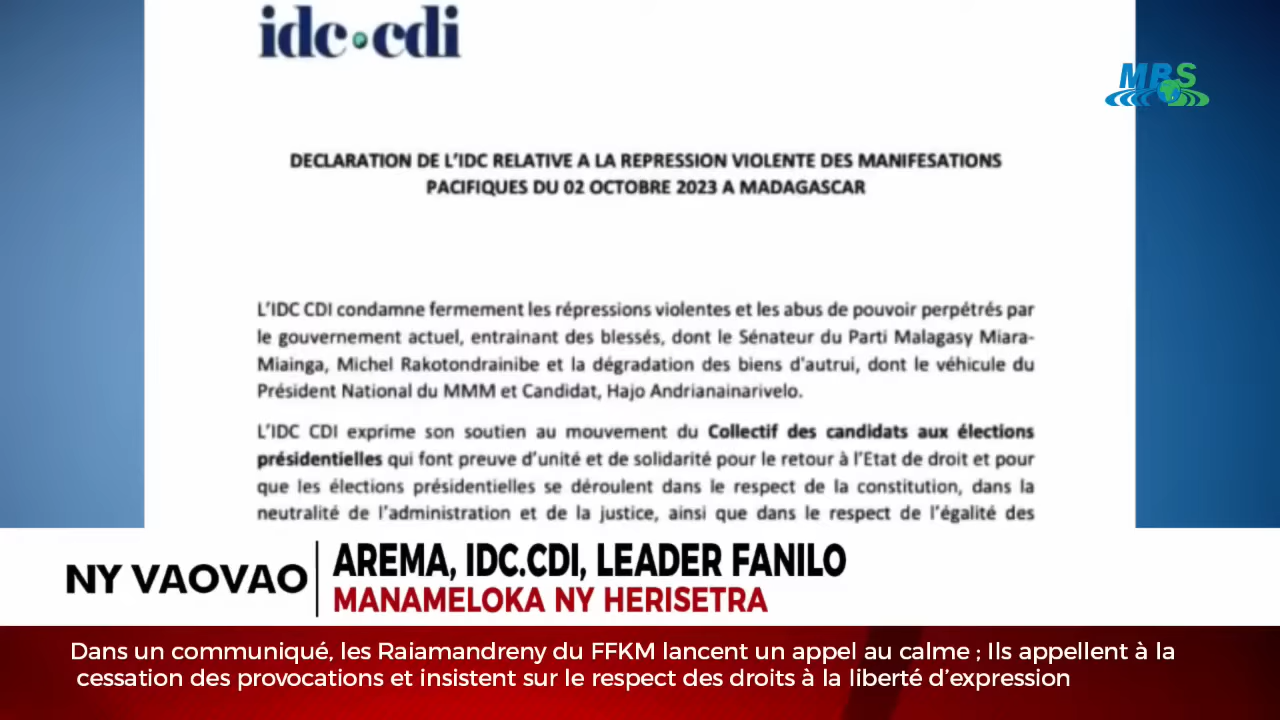 idc·cdi
MBS
DECLARATION DE L'IDC RELATIVE A LA REPRESSION VIOLENTE DES MANIFESATIONS
PACIFIQUES DU 02 OCTOBRE 2023 A MADAGASCAR
L'IDC CDI condamne fermement les répressions violentes et les abus de pouvoir perpétrés par
le gouvernement actuel, entrainant des blessés, dont le Sénateur du Parti Malagasy Miara-
Miainga, Michel Rakotondrainibe et la dégradation des biens d'autrui, dont le véhicule du
Président National du MMM et Candidat, Hajo Andrianainarivelo.
L'IDC CDI exprime son soutien au mouvement du Collectif des candidats aux élections
présidentielles qui font preuve d'unité et de solidarité pour le retour à l'Etat de droit et pour
que les élections présidentielles se déroulent dans le respect de la constitution, dans la
neutralité de l'administration et de la justice, ainsi que dans le respect de l'égalité des
NY VAOVAO
AREMA, IDC.CDI, LEADER FANILO
MANAMELOKA NY HERISETRA
Dans un communiqué, les Raiamandreny du FFKM lancent un appel au calme ; Ils appellent à la
cessation des provocations et insistent sur le respect des droits à la liberté d'expression